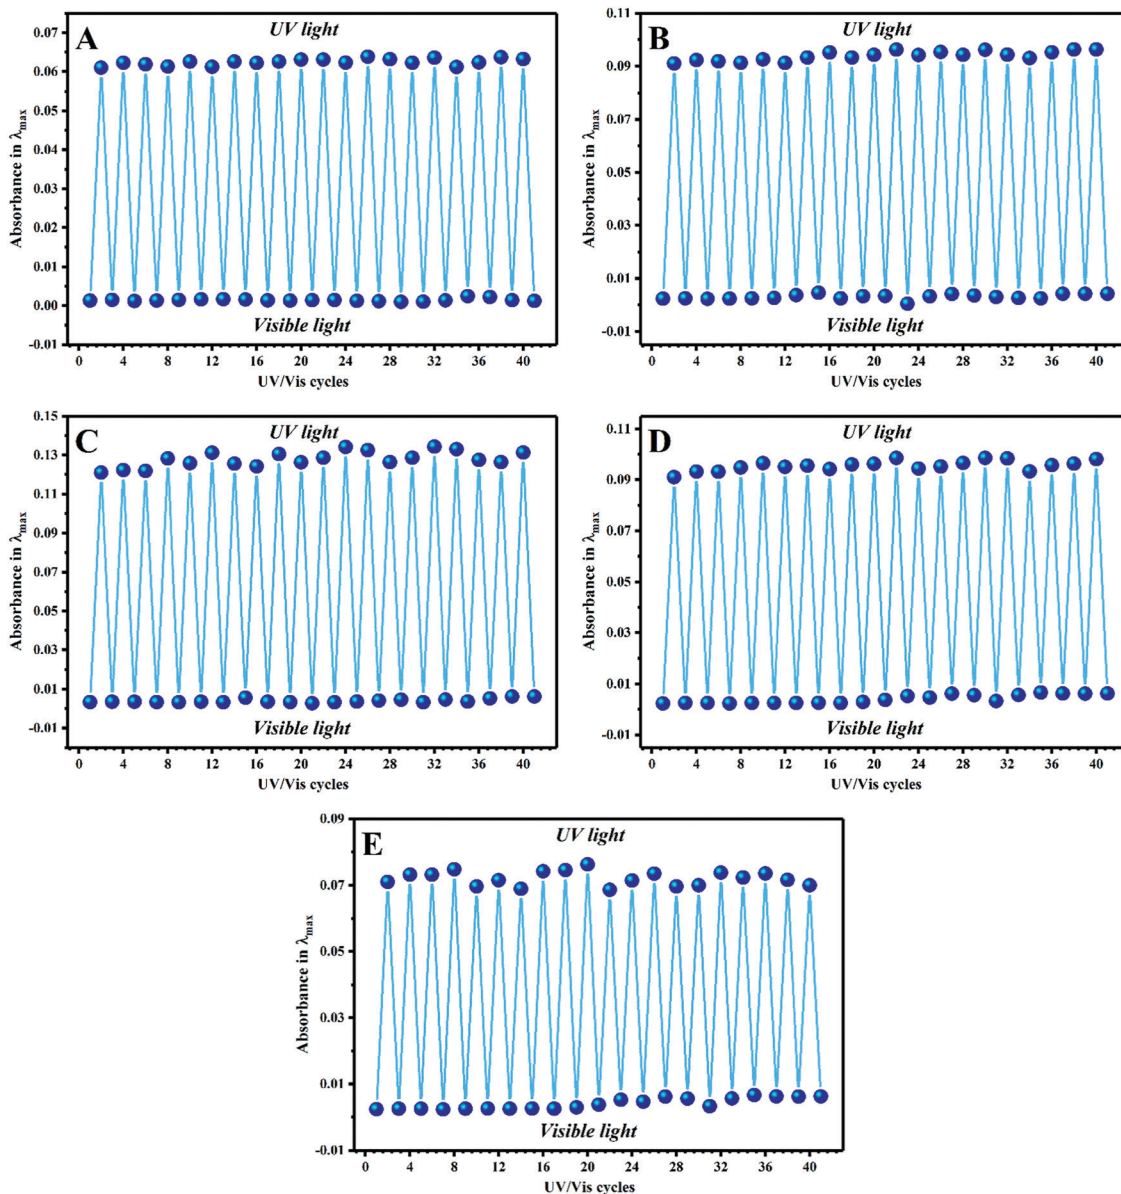 A
UV light
0.07
0.06
0.05
0.04
0.03
0.02
0.01
0.00
-0.01
Absorbance in λmax
Visible light
0 4 8 12 16 20 24 28 32 36 40
UV/Vis cycles
B
UV light
0.11
0.09
0.07
0.05
0.03
0.01
-0.01
Absorbance in λmax
Visible light
0 4 8 12 16 20 24 28 32 36 40
UV/Vis cycles
C
UV light
0.15
0.13
0.11
0.09
0.07
0.05
0.03
0.01
-0.01
Absorbance in λmax
Visible light
0 4 8 12 16 20 24 28 32 36 40
UV/Vis cycles
D
UV light
0.11
0.09
0.07
0.05
0.03
0.01
-0.01
Absorbance in λmax
Visible light
0 4 8 12 16 20 24 28 32 36 40
UV/Vis cycles
E
UV light
0.09
0.07
0.05
0.03
0.01
-0.01
Absorbance in λmax
Visible light
0 4 8 12 16 20 24 28 32 36 40
UV/Vis cycles